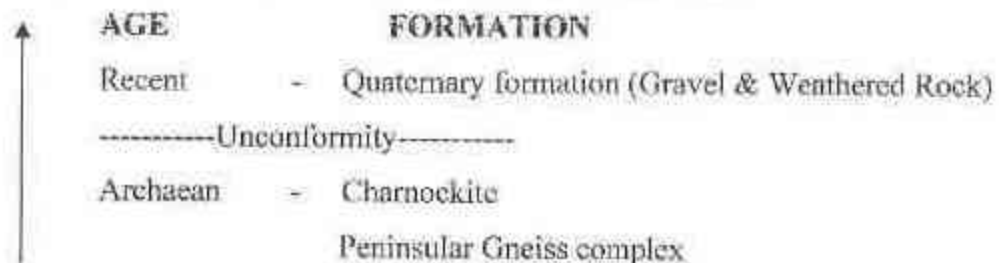 AGE FORMATION
Recent - Quaternary formation (Gravel & Weathered Rock)
-----------Unconformity-----------
Archaean - Charnockite
Peninsular Gneiss complex